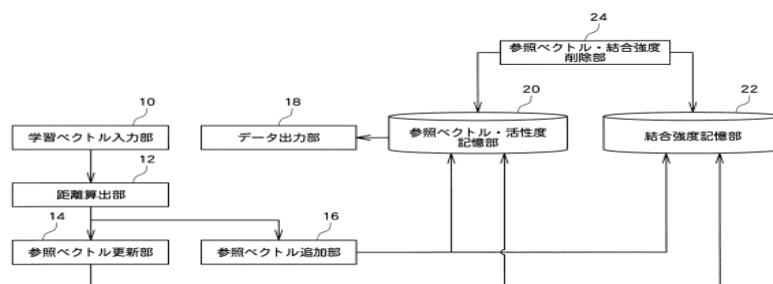 24
参照ベクトル・結合強度
削除部
10
18
20
22
学習ベクトル入力部
データ出力部
参照ベクトル・活性度
記憶部
結合強度記憶部
12
距離算出部
14
16
参照ベクトル更新部
参照ベクトル追加部